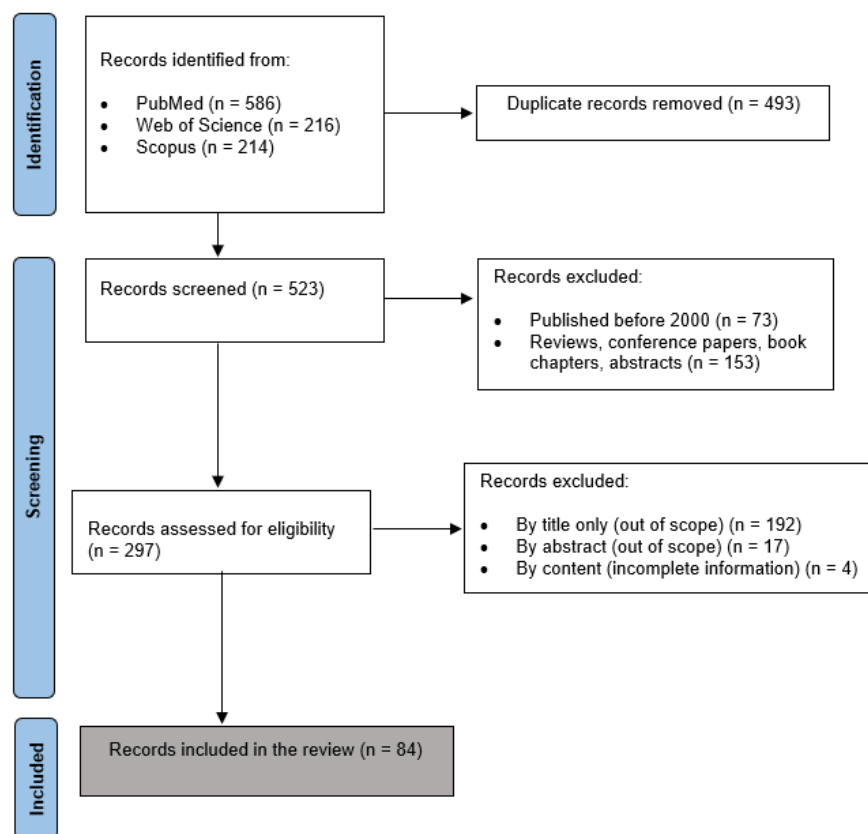 Identification
Records identified from:
• PubMed (n = 586)
• Web of Science (n = 216)
• Scopus (n = 214)
Duplicate records removed (n = 493)
Screening
Records screened (n = 523)
Records excluded:
• Published before 2000 (n = 73)
• Reviews, conference papers, book
chapters, abstracts (n = 153)
Records assessed for eligibility
(n = 297)
Records excluded:
• By title only (out of scope) (n = 192)
• By abstract (out of scope) (n = 17)
• By content (incomplete information) (n = 4)
Included
Records included in the review (n = 84)